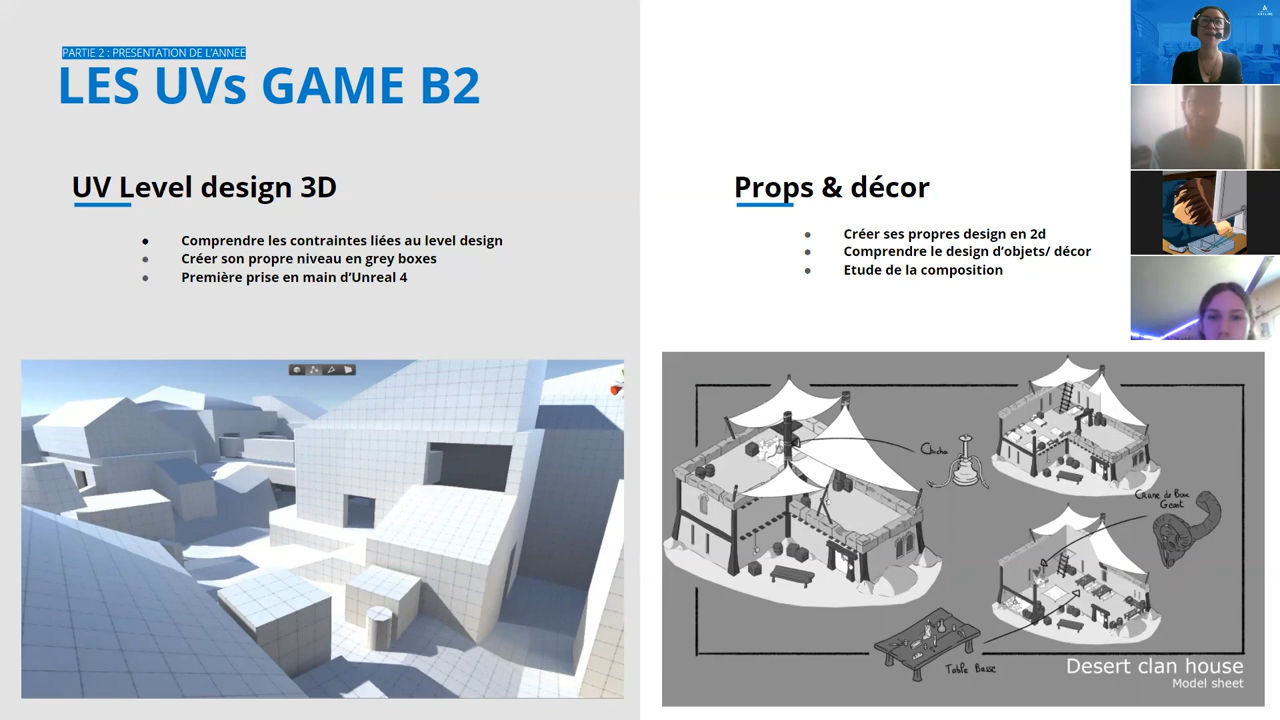 PARTIE 2 : PRESENTATION DE L'ANNEE
LES UVs GAME B2
UV Level design 3D
Comprendre les contraintes liées au level design
Créer son propre niveau en grey boxes
Première prise en main d'Unreal 4
Props & décor
Créer ses propres design en 2d
Comprendre le design d'objets/ décor
Etude de la composition
Chicha
Crane de Bouc
Geant
Table Basse
Desert clan house
Model sheet